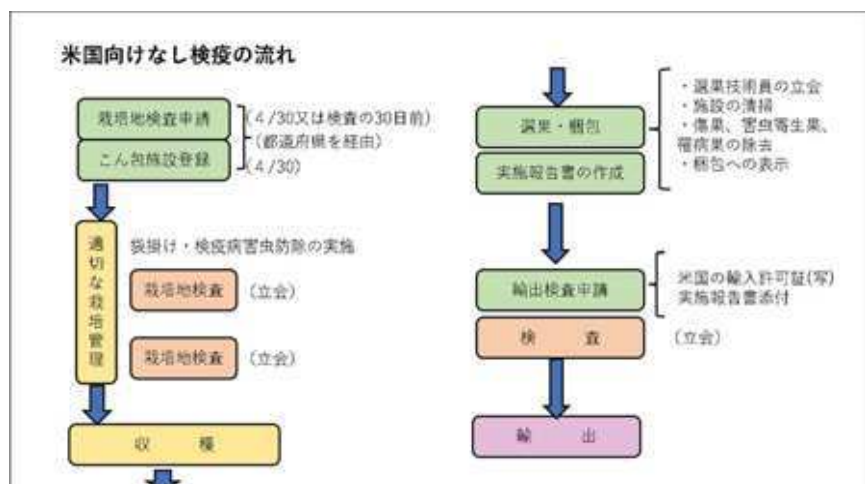 米国向けなし検疫の流れ
栽培地検査申請
(4/30又は検査の30日前)
(都道府県を経由)
こん包施設登録
(4/30)
適切な栽培管理
袋掛け・検疫病害虫防除の実施
栽培地検査
(立会)
栽培地検査
(立会)
収 穫
選果・梱包
・選果技術員の立会
・施設の清掃
・傷果、害虫寄生果、
罹病果の除去
・梱包への表示
実施報告書の作成
輸出検査申請
米国の輸入許可証(写)
実施報告書添付
検 査
(立会)
輸 出